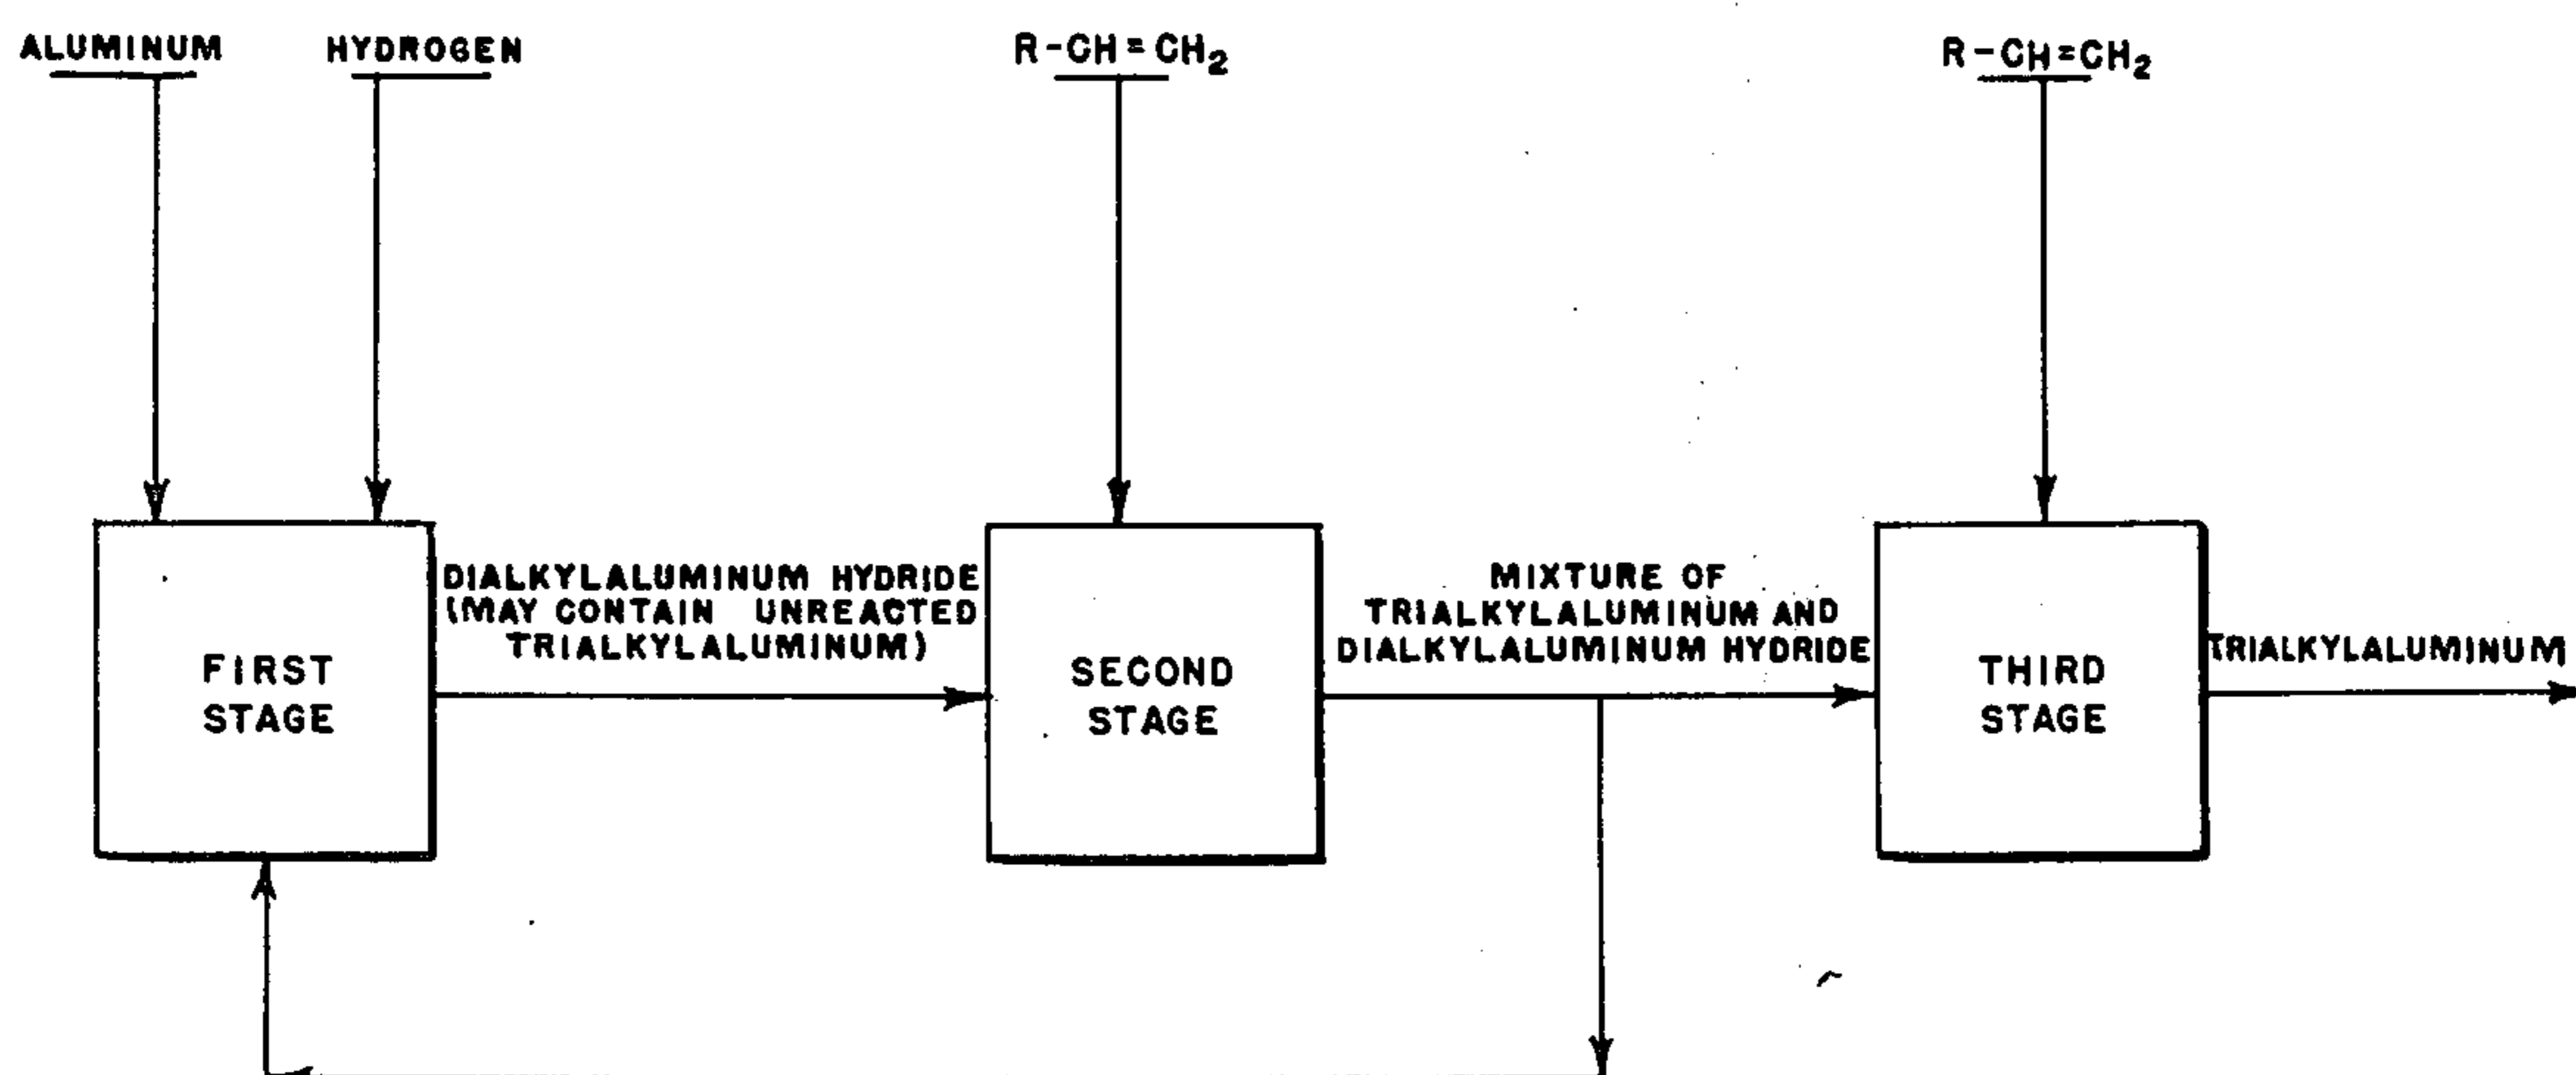 ALUMINUM
HYDROGEN
R-CH=CH₂
R-CH=CH₂
DIALKYLALUMINUM HYDRIDE
(MAY CONTAIN UNREACTED
TRIALKYLALUMINUM)
MIXTURE OF
TRIALKYLALUMINUM AND
DIALKYLALUMINUM HYDRIDE
TRIALKYLALUMINUM
FIRST
STAGE
SECOND
STAGE
THIRD
STAGE